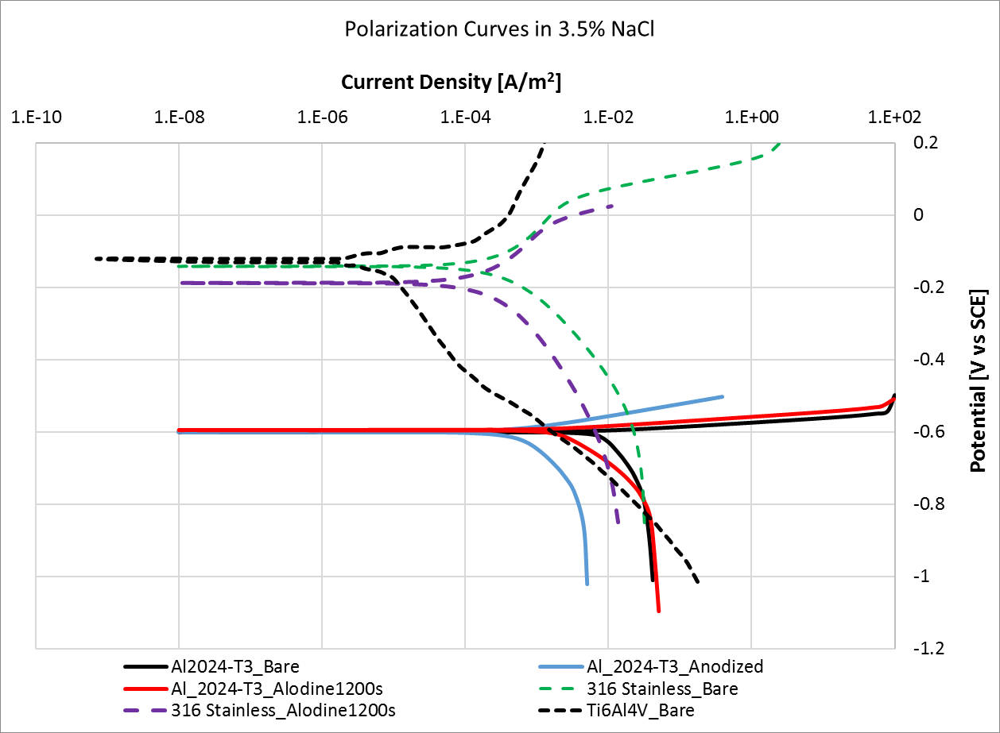 Polarization Curves in 3.5% NaCl
Current Density [A/m²]
1.E-10 1.E-08 1.E-06 1.E-04 1.E-02 1.E+00 1.E+02
0.2
0
-0.2
-0.4
-0.6
-0.8
-1
-1.2
Potential [V vs SCE]
Al2024-T3_Bare Al_2024-T3_Anodized
Al_2024-T3_Alodine1200s 316 Stainless_Bare
316 Stainless_Alodine1200s Ti6Al4V_Bare